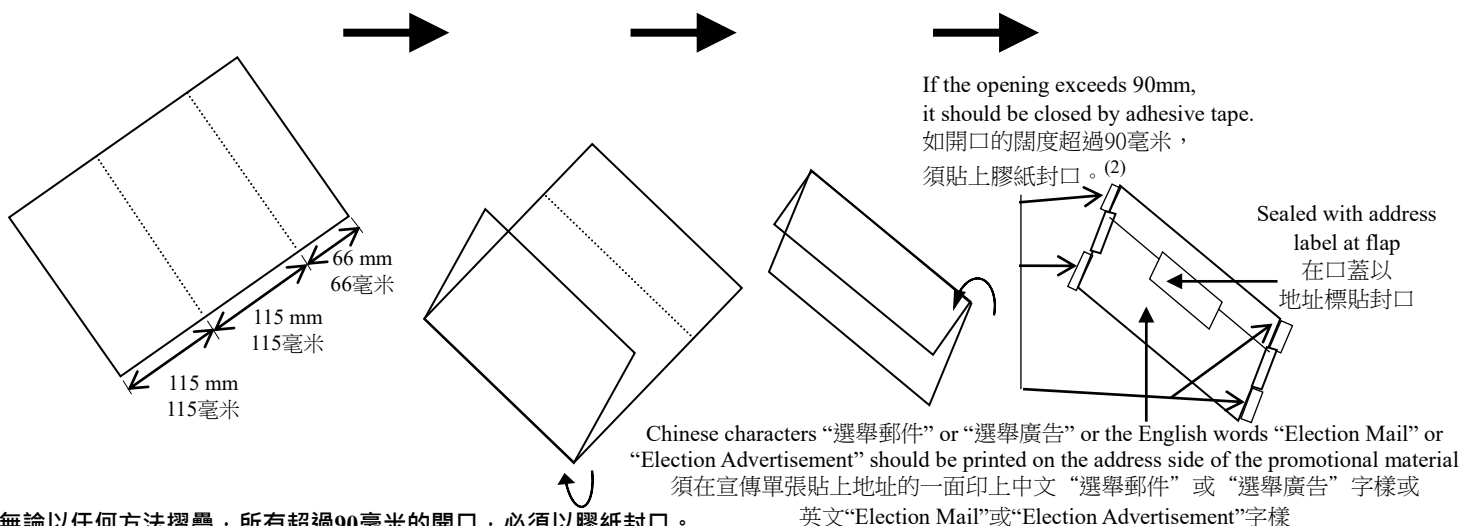 If the opening exceeds 90mm,
it should be closed by adhesive tape.
如開口的闊度超過90毫米，
須貼上膠紙封口。(2)
66 mm
66毫米
115 mm
115毫米
115 mm
115毫米
Sealed with address
label at flap
在口蓋以
地址標貼封口
Chinese characters “選舉郵件” or “選舉廣告” or the English words “Election Mail” or
“Election Advertisement” should be printed on the address side of the promotional material
須在宣傳單張貼上地址的一面印上中文“選舉郵件”或“選舉廣告”字樣或
英文“Election Mail”或“Election Advertisement”字樣
無論以任何方法摺疊，所有超過90毫米的開口，必須以膠紙封口。